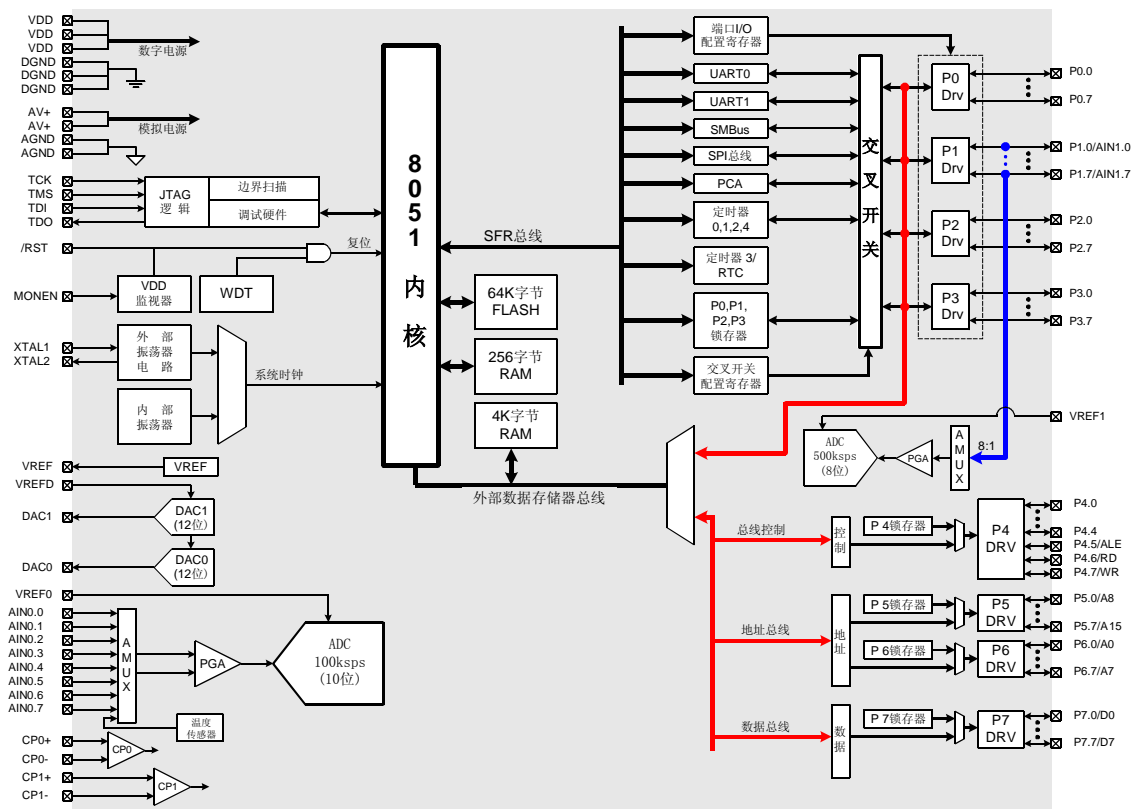 VDD
VDD
VDD
数字电源
DGND
DGND
DGND
AV+
AV+
模拟电源
AGND
AGND
TCK
TMS
TDI
TDO
JTAG
逻 辑
边界扫描
调试硬件
/RST
复位
MONEN
VDD
监视器
WDT
XTAL1
XTAL2
外 部
振荡器
电 路
内 部
振荡器
系统时钟
VREF
VREF
VREFD
DAC1
DAC1
(12位)
DAC0
DAC0
(12位)
VREF0
AIN0.0
AIN0.1
AIN0.2
AIN0.3
AIN0.4
AIN0.5
AIN0.6
AIN0.7
AMUX
PGA
ADC
100ksps
(10位)
温度
传感器
CP0+
CP0-
CP0
CP1+
CP1-
CP1
8051内核
SFR总线
64K字节
FLASH
256字节
RAM
4K字节
RAM
外部数据存储器总线
端口I/O
配置寄存器
UART0
UART1
SMBus
SPI总线
PCA
定时器
0,1,2,4
定时器 3/
RTC
P0,P1,
P2,P3
锁存器
交叉开关
配置寄存器
交叉开关
P0
Drv
P1
Drv
P2
Drv
P3
Drv
P0.0
P0.7
P1.0/AIN1.0
P1.7/AIN1.7
P2.0
P2.7
P3.0
P3.7
VREF1
ADC
500ksps
(8位)
PGA
AMUX
8:1
总线控制
控制
P 4锁存器
P4
DRV
P4.0
P4.4
P4.5/ALE
P4.6/RD
P4.7/WR
地址总线
地址
P 5锁存器
P5
DRV
P5.0/A8
P5.7/A15
P 6锁存器
P6
DRV
P6.0/A0
P6.7/A7
数据总线
数据
P 7锁存器
P7
DRV
P7.0/D0
P7.7/D7